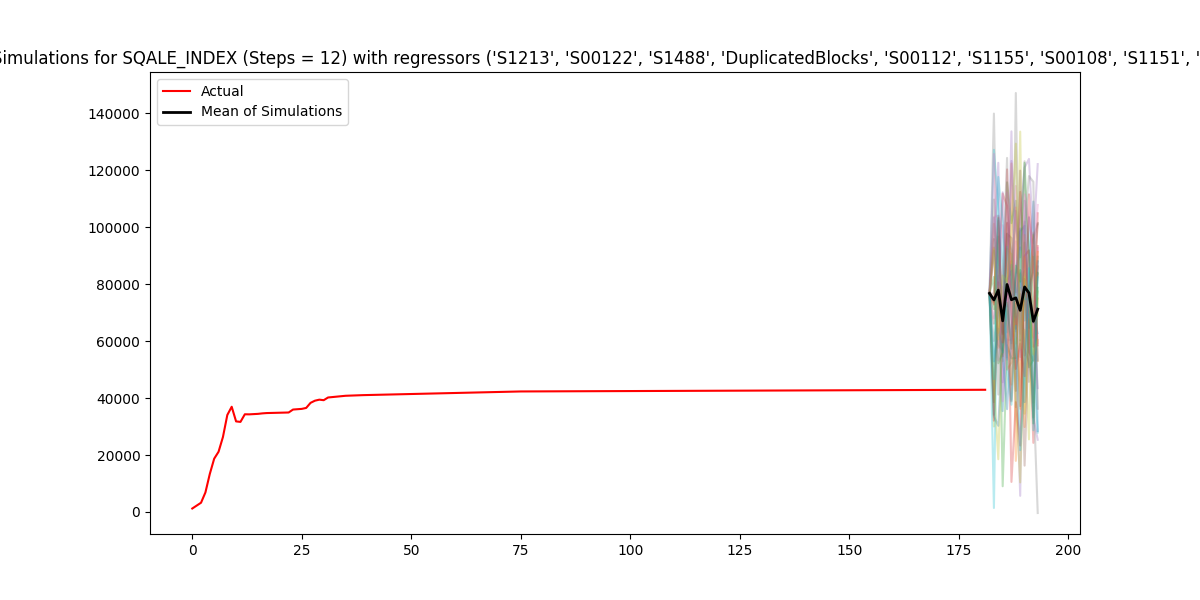 Simulations for SQALE_INDEX (Steps = 12) with regressors ('S1213', 'S00122', 'S1488', 'DuplicatedBlocks', 'S00112', 'S1155', 'S00108', 'S1151', '
Actual
Mean of Simulations
140000
120000
100000
80000
60000
40000
20000
0
0 25 50 75 100 125 150 175 200